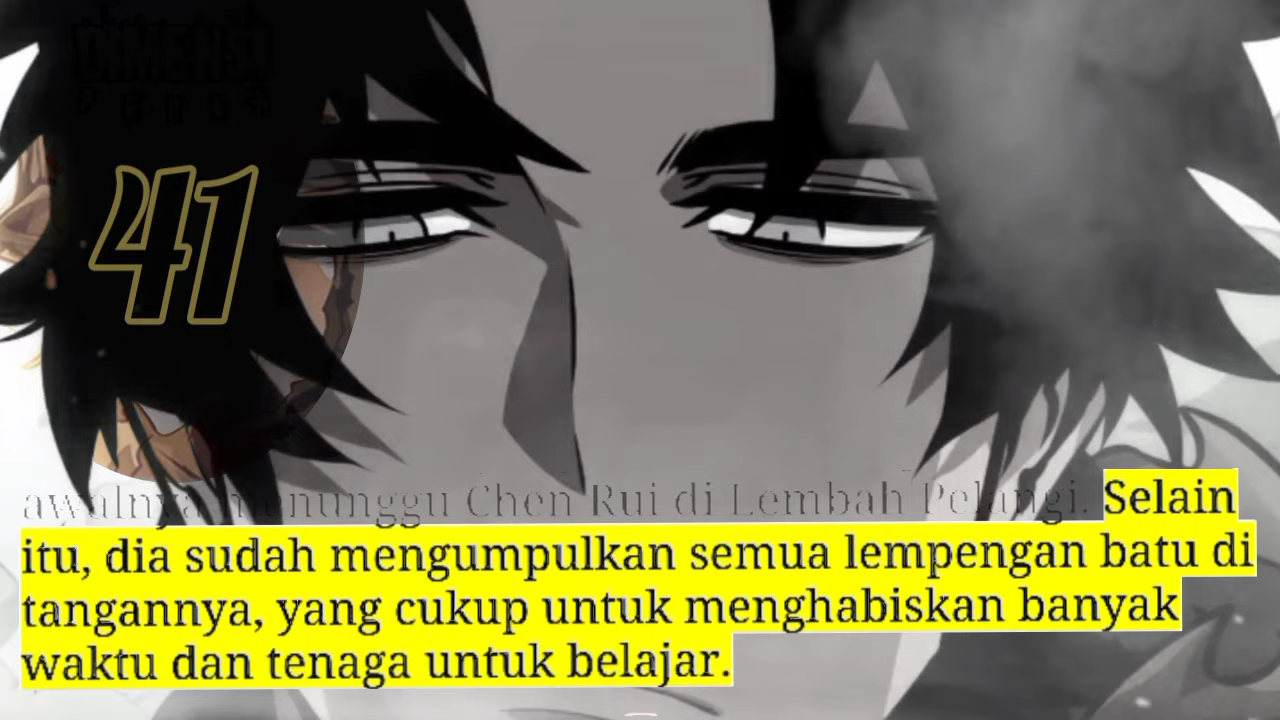 DIMENSI
41
awalnya menunggu Chen Rui di Lembah Pelangi. Selain
itu, dia sudah mengumpulkan semua lempengan batu di
tangannya, yang cukup untuk menghabiskan banyak
waktu dan tenaga untuk belajar.